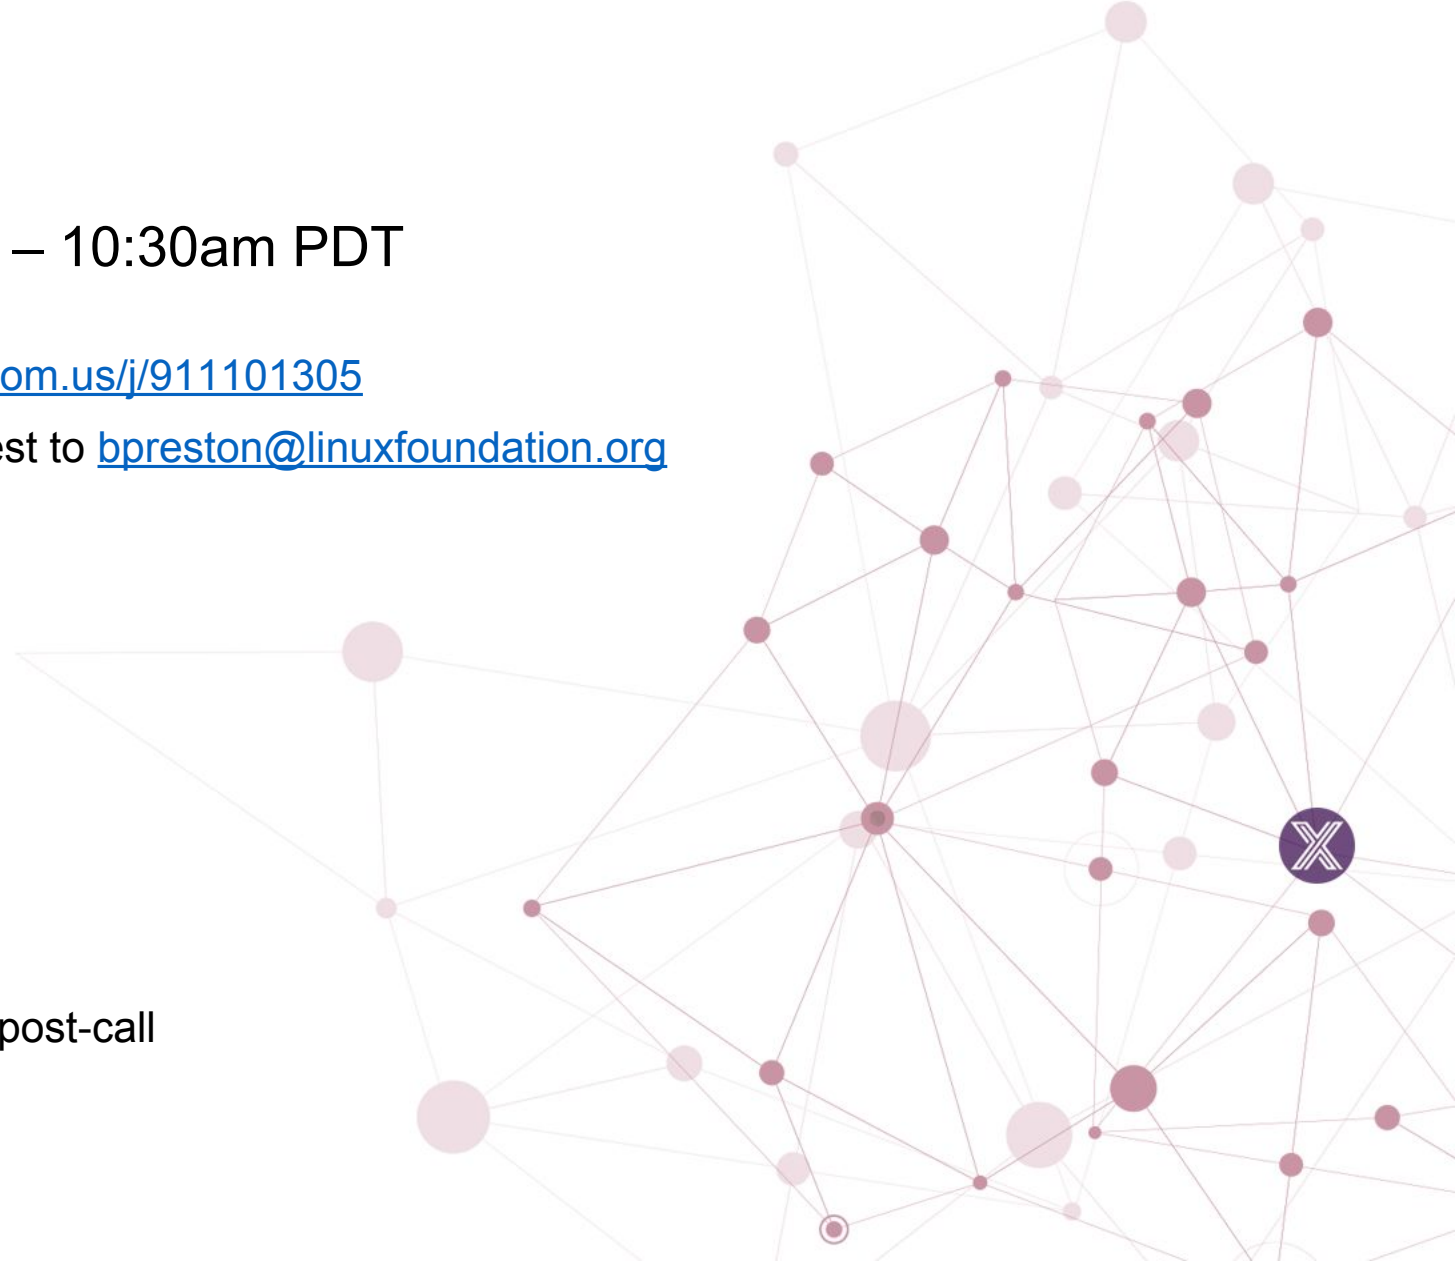 – 10:30am PDT
om.us/j/911101305
est to bpreston@linuxfoundation.org
post-call